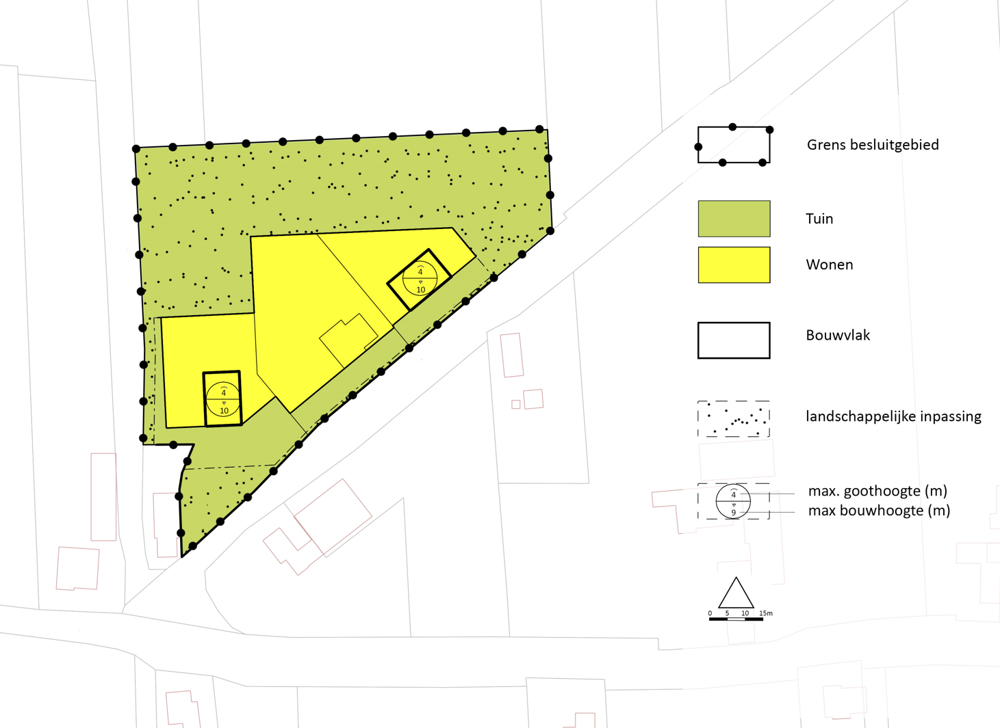 Grens besluitgebied
Tuin
Wonen
4
10
Bouwvlak
4
10
landschappelijke inpassing
4
max. goothoogte (m)
9
max bouwhoogte (m)
0 5 10 15m